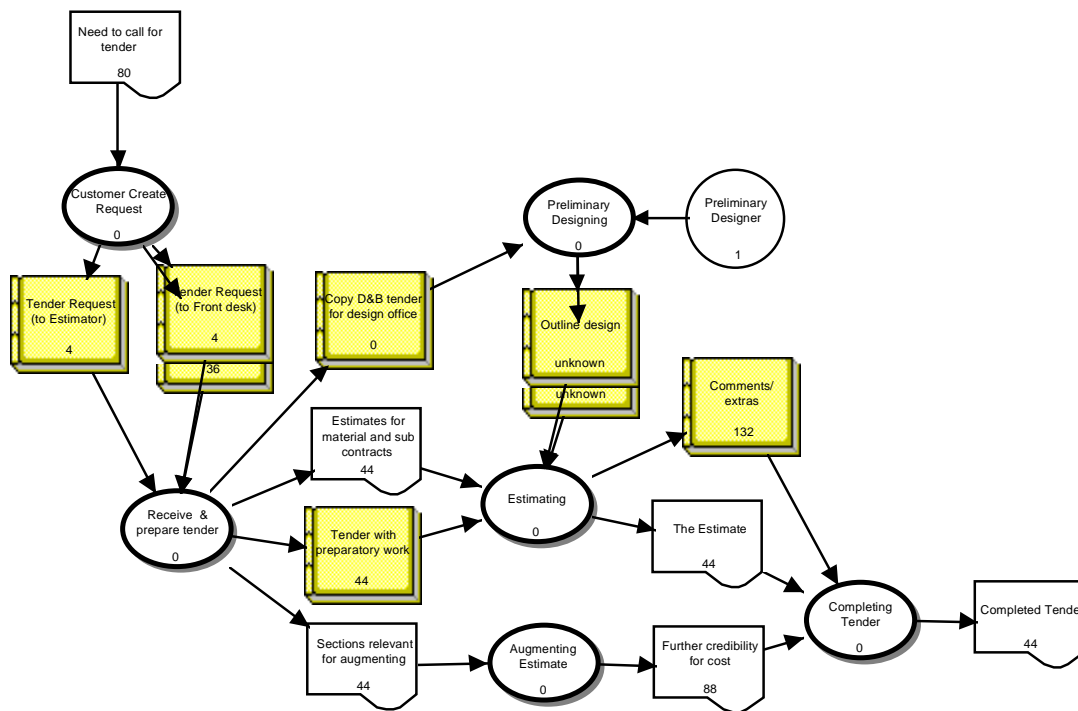 Need to call for
tender
80
Customer Create
Request
0
Preliminary
Designing
0
Preliminary
Designer
1
Tender Request
(to Estimator)
4
Tender Request
(to Front desk)
4
36
Copy D&B tender
for design office
0
Outline design
unknown
unknown
Comments/
extras
132
Estimates for
material and sub
contracts
44
Estimating
0
Receive & 
prepare tender
0
Tender with
preparatory work
44
The Estimate
44
Completing
Tender
0
Completed Tender
44
Sections relevant
for augmenting
44
Augmenting
Estimate
0
Further credibility
for cost
88